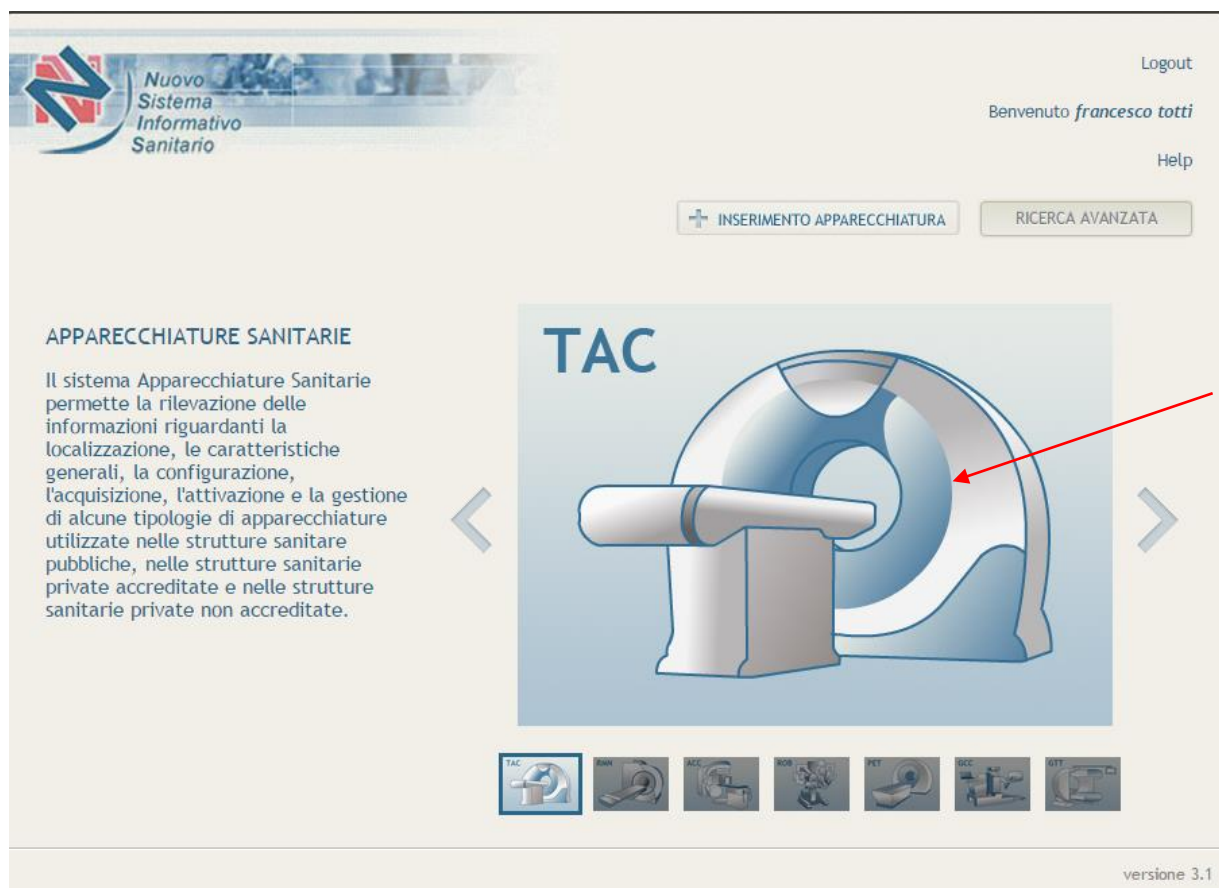 Nuovo
Sistema
Informativo
Sanitario
Logout
Benvenuto francesco totti
Help
INSERIMENTO APPARECCHIATURA
RICERCA AVANZATA
APPARECCHIATURE SANITARIE
Il sistema Apparecchiature Sanitarie
permette la rilevazione delle
informazioni riguardanti la
localizzazione, le caratteristiche
generali, la configurazione,
l'acquisizione, l'attivazione e la gestione
di alcune tipologie di apparecchiature
utilizzate nelle strutture sanitare
pubbliche, nelle strutture sanitarie
private accreditate e nelle strutture
sanitarie private non accreditate.
TAC
TAC
RMN
ACC
ROB
PET
GCC
GTT
versione 3.1